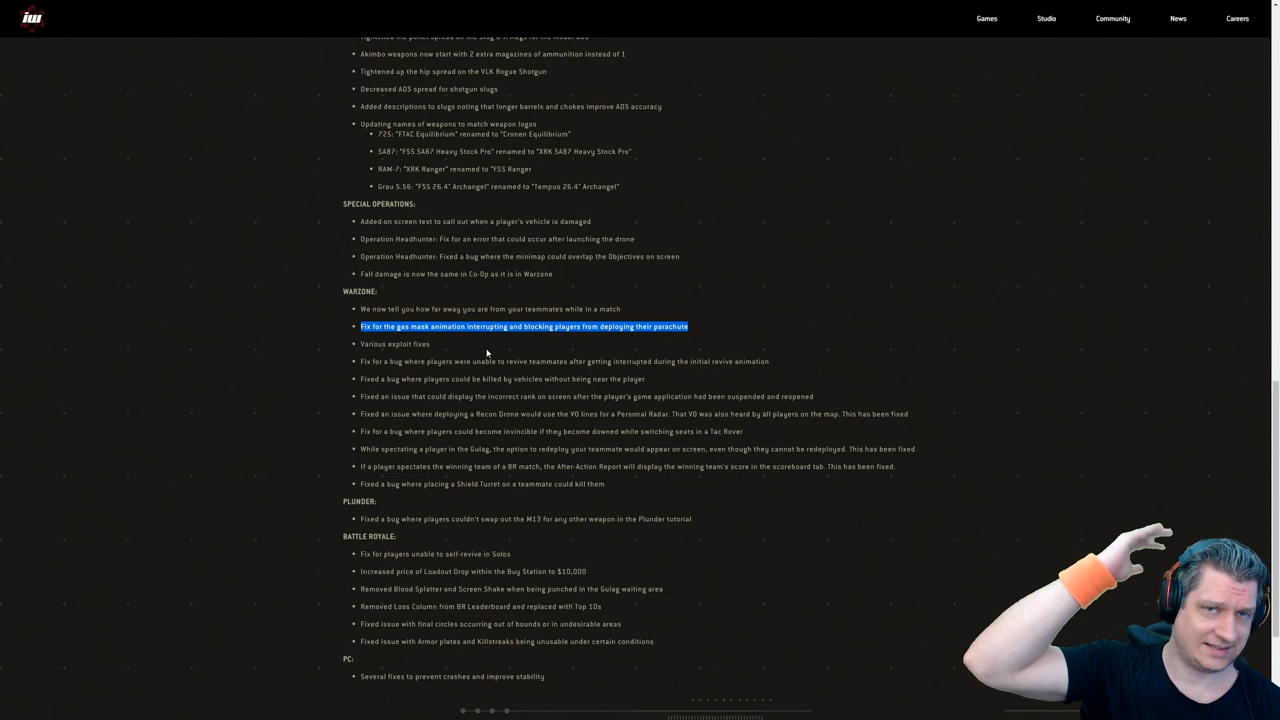 iw
Games
Studio
Community
News
Careers
Akimbo weapons now start with 2 extra magazines of ammunition instead of 1
Tightened up the hip spread on the VLK Rogue Shotgun
Decreased ADS spread for shotgun slugs
Added descriptions to slugs noting that longer barrels and chokes improve ADS accuracy
Updating names of weapons to match weapon logos
725: "FTAC Equilibrium" renamed to "Cronen Equilibrium"
SA87: "FSS SA87 Heavy Stock Pro" renamed to "XRK SA87 Heavy Stock Pro"
RAM-7: "XRK Ranger" renamed to "FSS Ranger
Grau 5.56: "FSS 26.4" Archangel" renamed to "Tempus 26.4" Archangel"
SPECIAL OPERATIONS:
Added on screen text to call out when a player's vehicle is damaged
Operation Headhunter: Fix for an error that could occur after launching the drone
Operation Headhunter: Fixed a bug where the minimap could overlap the Objectives on screen
Fall damage is now the same in Co-Op as it is in Warzone
WARZONE:
We now tell you how far away you are from your teammates while in a match
Fix for the gas mask animation interrupting and blocking players from deploying their parachute
Various exploit fixes
Fix for a bug where players were unable to revive teammates after getting interrupted during the initial revive animation
Fixed a bug where players could be killed by vehicles without being near the player
Fixed an issue that could display the incorrect rank on screen after the player's game application had been suspended and reopened
Fixed an issue where deploying a Recon Drone would use the VO lines for a Personal Radar. That VO was also heard by all players on the map. This has been fixed
Fix for a bug where players could become invincible if they become downed while switching seats in a Tac Rover
While spectating a player in the Gulag, the option to redeploy your teammate would appear on screen, even though they cannot be redeployed. This has been fixed
If a player spectates the winning team of a BR match, the After-Action Report will display the winning team's score in the scoreboard tab. This has been fixed.
Fixed a bug where placing a Shield Turret on a teammate could kill them
PLUNDER:
Fixed a bug where players couldn't swap out the M13 for any other weapon in the Plunder tutorial
BATTLE ROYALE:
Fix for players unable to self-revive in Solos
Increased price of Loadout Drop within the Buy Station to $10,000
Removed Blood Splatter and Screen Shake when being punched in the Gulag waiting area
Removed Loss Column from BR Leaderboard and replaced with Top 10s
Fixed issue with final circles occurring out of bounds or in undesirable areas
Fixed issue with Armor plates and Killstreaks being unusable under certain conditions
PC:
Several fixes to prevent crashes and improve stability